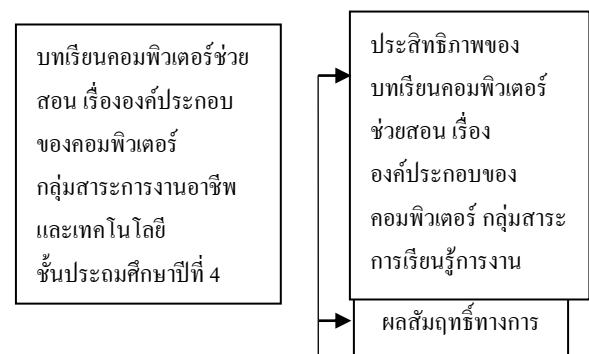 บทเรียนคอมพิวเตอร์ช่วย
สอน เรื่ององค์ประกอบ
ของคอมพิวเตอร์
กลุ่มสาระการงานอาชีพ
และเทคโนโลยี
ชั้นประถมศึกษาปีที่ 4
ประสิทธิภาพของ
บทเรียนคอมพิวเตอร์
ช่วยสอน เรื่อง
องค์ประกอบของ
คอมพิวเตอร์ กลุ่มสาระ
การเรียนรู้การงาน
ผลสัมฤทธิ์ทางการ